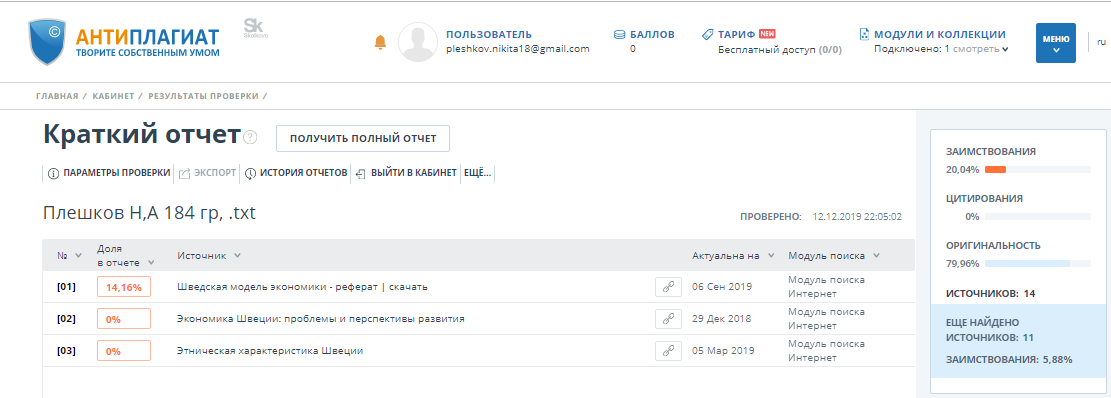 АНТИПЛАГИАТ
ТВОРИТЕ СОБСТВЕННЫМ УМОМ
Sk
Skolkovo
ПОЛЬЗОВАТЕЛЬ
pleshkov.nikita18@gmail.com
БАЛЛОВ
0
ТАРИФ NEW
Бесплатный доступ (0/0)
МОДУЛИ И КОЛЛЕКЦИИ
Подключено: 1 смотреть
МЕНЮ
ru
ГЛАВНАЯ / КАБИНЕТ / РЕЗУЛЬТАТЫ ПРОВЕРКИ /
Краткий отчет ?
ПОЛУЧИТЬ ПОЛНЫЙ ОТЧЕТ
ПАРАМЕТРЫ ПРОВЕРКИ ЭКСПОРТ ИСТОРИЯ ОТЧЕТОВ ВЫЙТИ В КАБИНЕТ ЕЩЁ...
Плешков Н,А 184 гр, .txt
ПРОВЕРЕНО: 12.12.2019 22:05:02
№ Доля в отчете Источник Актуальна на Модуль поиска
[01] 14,16% Шведская модель экономики - реферат | скачать 06 Сен 2019 Модуль поиска Интернет
[02] 0% Экономика Швеции: проблемы и перспективы развития 29 Дек 2018 Модуль поиска Интернет
[03] 0% Этническая характеристика Швеции 05 Мар 2019 Модуль поиска Интернет
ЗАИМСТВОВАНИЯ
20,04%
ЦИТИРОВАНИЯ
0%
ОРИГИНАЛЬНОСТЬ
79,96%
ИСТОЧНИКОВ: 14
ЕЩЕ НАЙДЕНО
ИСТОЧНИКОВ: 11
ЗАИМСТВОВАНИЯ: 5,88%